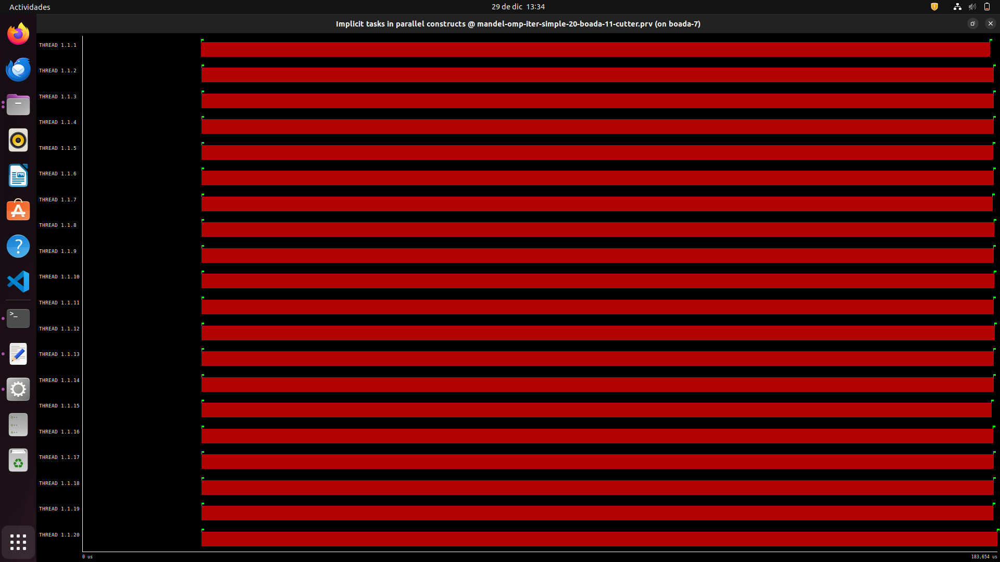 Actividades
29 de dic 13:34
Implicit tasks in parallel constructs @ mandel-omp-iter-simple-20-boada-11-cutter.prv (on boada-7)
THREAD 1.1.1
THREAD 1.1.2
THREAD 1.1.3
THREAD 1.1.4
THREAD 1.1.5
THREAD 1.1.6
THREAD 1.1.7
THREAD 1.1.8
THREAD 1.1.9
THREAD 1.1.10
THREAD 1.1.11
THREAD 1.1.12
THREAD 1.1.13
THREAD 1.1.14
THREAD 1.1.15
THREAD 1.1.16
THREAD 1.1.17
THREAD 1.1.18
THREAD 1.1.19
THREAD 1.1.20
0 us
183,654 us